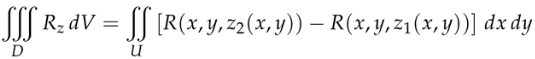 ∭_D R_z dV = ∬_U [R(x, y, z_2(x, y)) − R(x, y, z_1(x, y))] dx dy